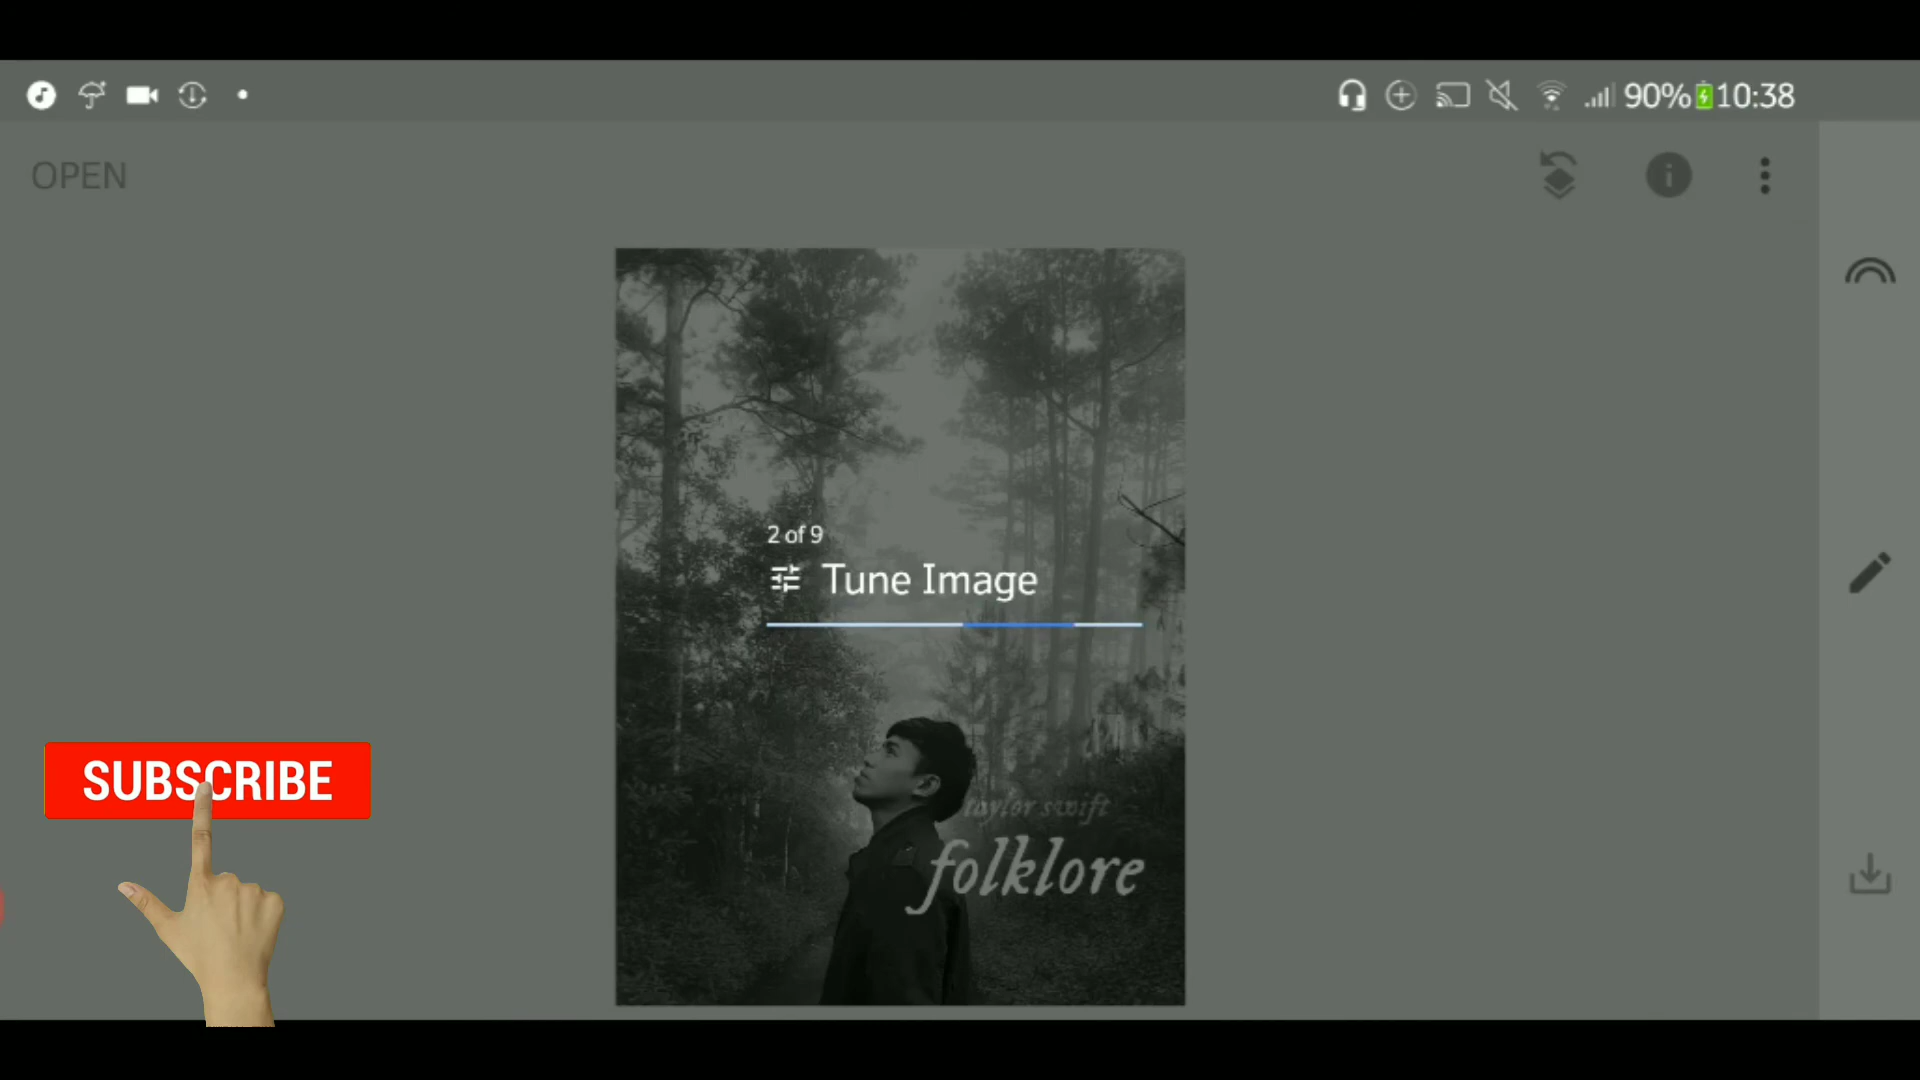 90% 10:38
OPEN
2 of 9
Tune Image
SUBSCRIBE
taylor swift
folklore